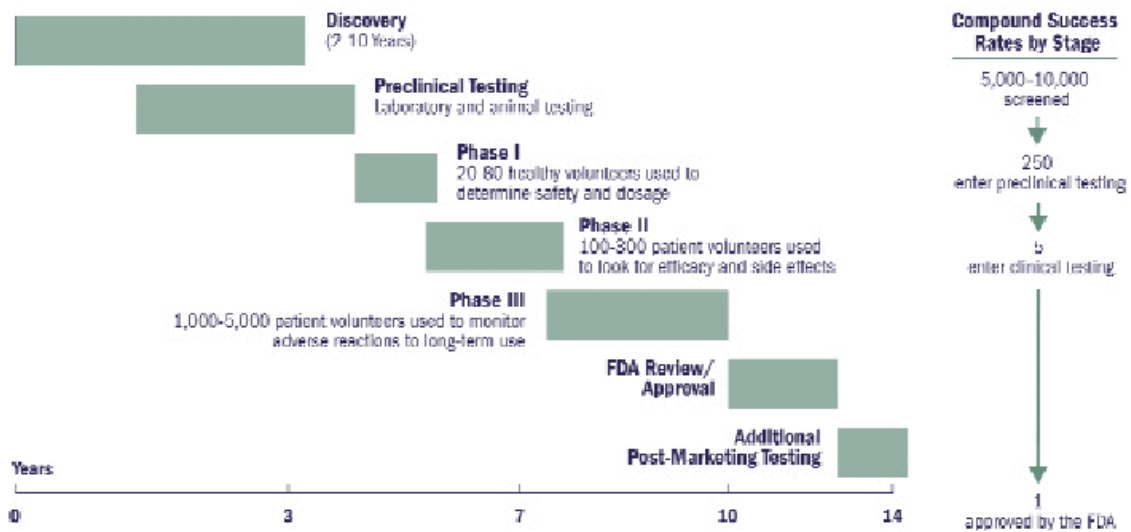 Discovery
(2 10 Years)
Preclinical Testing
Laboratory and animal testing
Phase I
20-80 healthy volunteers used to
determine safety and dosage
Phase II
100-300 patient volunteers used
to look for efficacy and side effects
Phase III
1,000-5,000 patient volunteers used to monitor
adverse reactions to long-term use
FDA Review/
Approval
Additional
Post-Marketing Testing
Years
0
3
7
10
14
Compound Success
Rates by Stage
5,000–10,000
screened
250
enter preclinical testing
5
enter clinical testing
1
approved by the FDA